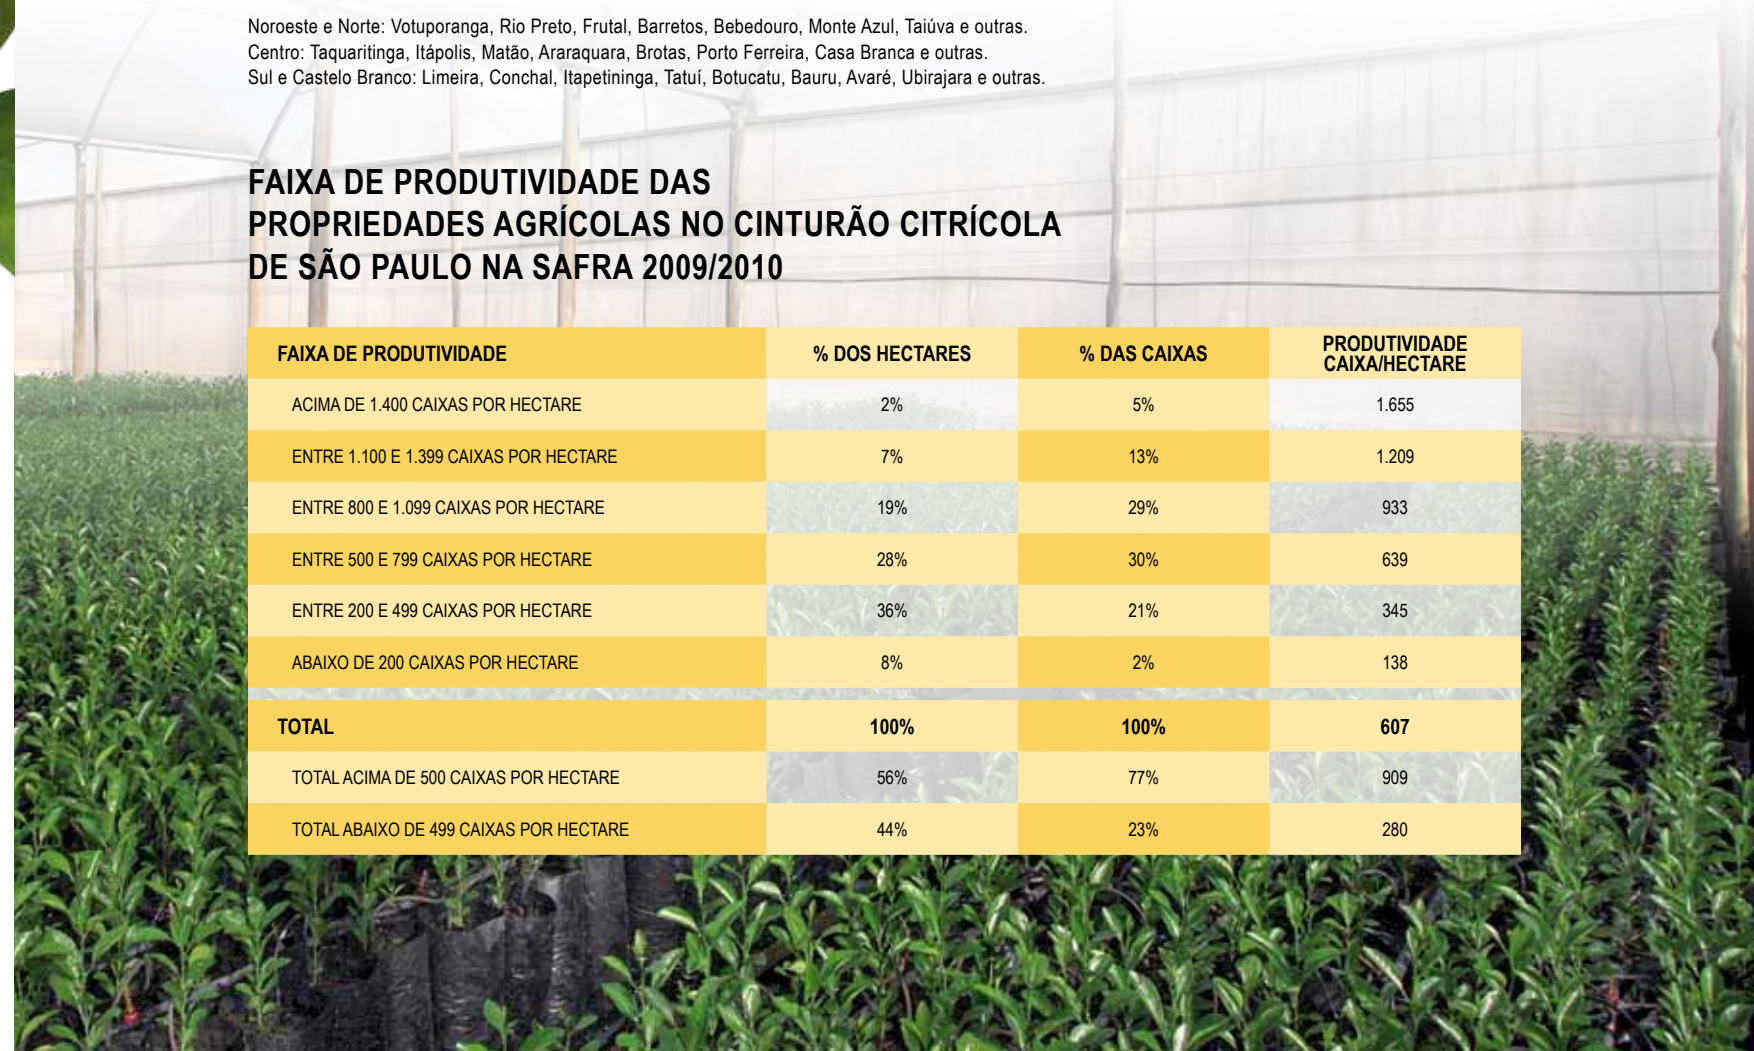 Noroeste e Norte: Votuporanga, Rio Preto, Frutal, Barretos, Bebedouro, Monte Azul, Taiúva e outras.
Centro: Taquaritinga, Itápolis, Matão, Araraquara, Brotas, Porto Ferreira, Casa Branca e outras.
Sul e Castelo Branco: Limeira, Conchal, Itapetininga, Tatuí, Botucatu, Bauru, Avaré, Ubirajara e outras.
FAIXA DE PRODUTIVIDADE DAS
PROPRIEDADES AGRÍCOLAS NO CINTURÃO CITRÍCOLA
DE SÃO PAULO NA SAFRA 2009/2010
FAIXA DE PRODUTIVIDADE % DOS HECTARES % DAS CAIXAS PRODUTIVIDADE
CAIXA/HECTARE
ACIMA DE 1.400 CAIXAS POR HECTARE 2% 5% 1.655
ENTRE 1.100 E 1.399 CAIXAS POR HECTARE 7% 13% 1.209
ENTRE 800 E 1.099 CAIXAS POR HECTARE 19% 29% 933
ENTRE 500 E 799 CAIXAS POR HECTARE 28% 30% 639
ENTRE 200 E 499 CAIXAS POR HECTARE 36% 21% 345
ABAIXO DE 200 CAIXAS POR HECTARE 8% 2% 138
TOTAL 100% 100% 607
TOTAL ACIMA DE 500 CAIXAS POR HECTARE 56% 77% 909
TOTAL ABAIXO DE 499 CAIXAS POR HECTARE 44% 23% 280